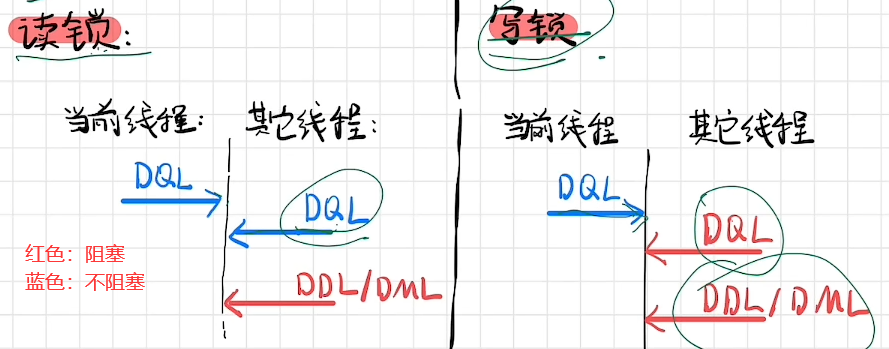 读锁：
当前线程： 其它线程：
DQL
DQL
红色：阻塞
蓝色：不阻塞
DDL/DML
写锁
当前线程 其它线程
DQL
DQL
DDL/DML